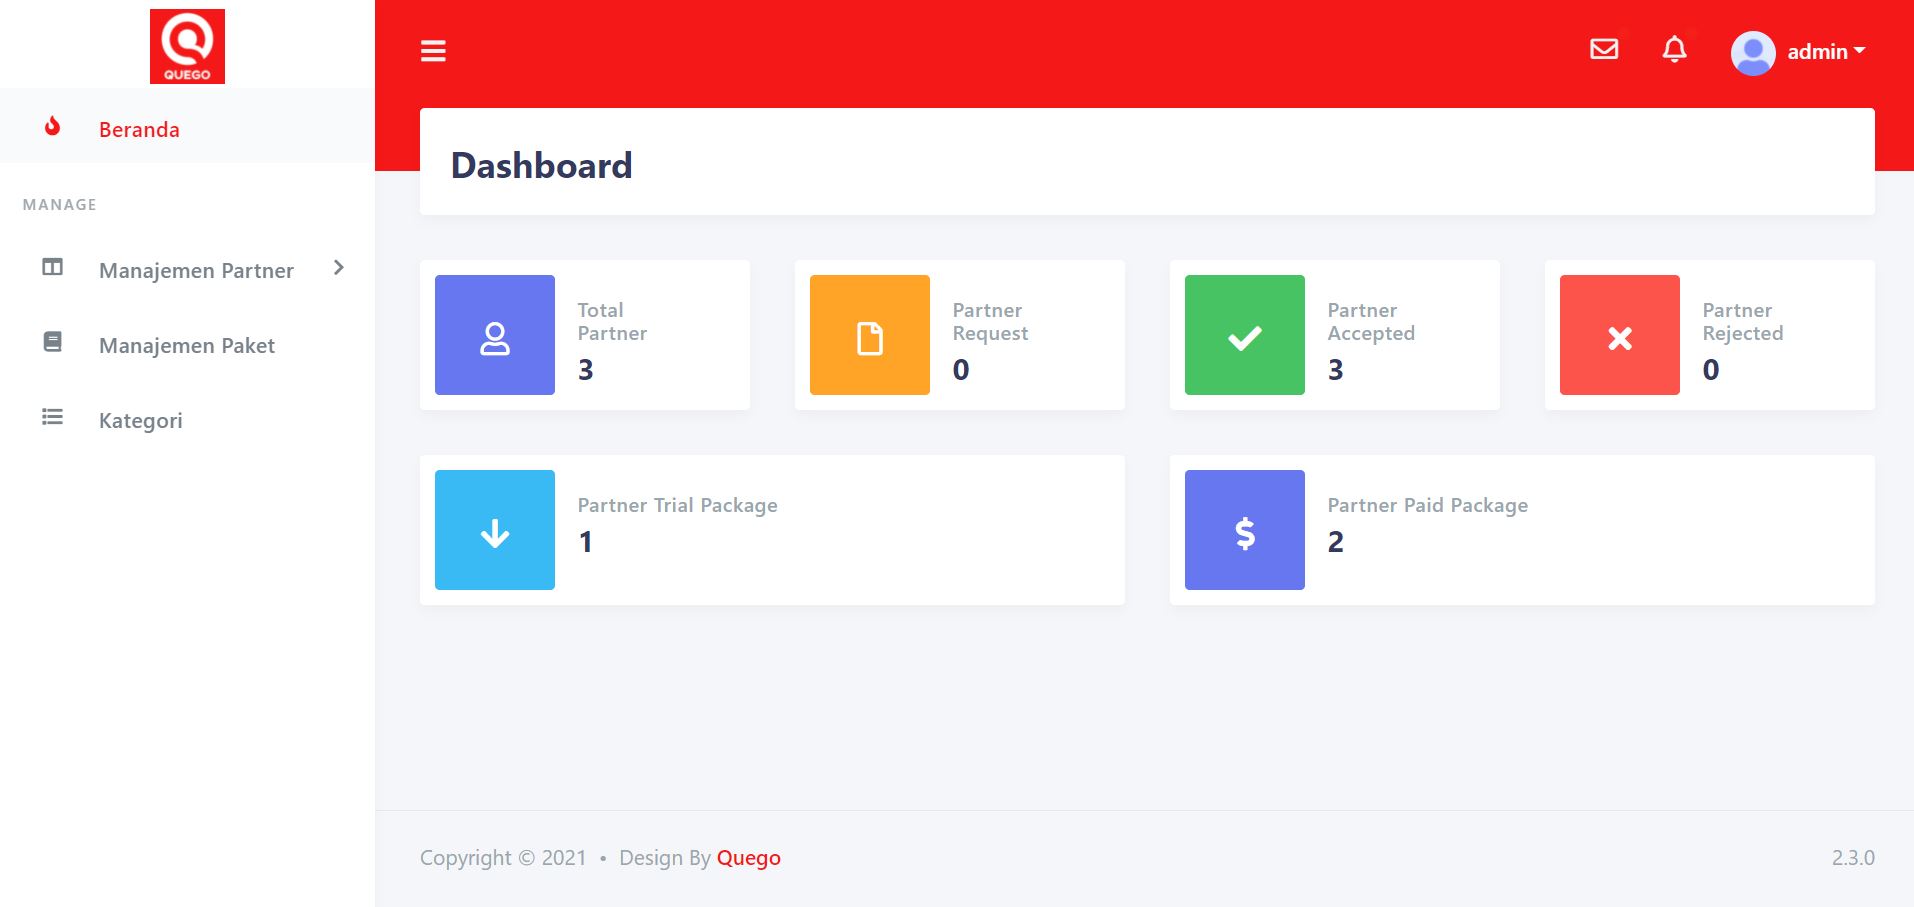 QUEGO
admin
Beranda
MANAGE
Manajemen Partner
Manajemen Paket
Kategori
Dashboard
Total
Partner
3
Partner
Request
0
Partner
Accepted
3
Partner
Rejected
0
Partner Trial Package
1
Partner Paid Package
2
Copyright © 2021 • Design By Quego
2.3.0